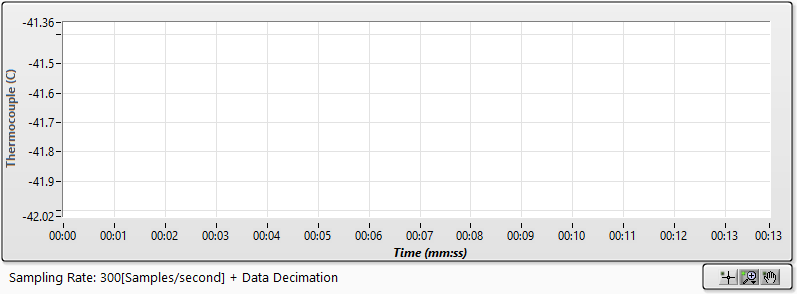 Thermocouple (C)
-41.36
-41.5
-41.6
-41.7
-41.8
-41.9
-42.02
00:00 00:01 00:02 00:03 00:04 00:05 00:06 00:07 00:08 00:09 00:10 00:11 00:12 00:13 00:13
Time (mm:ss)
Sampling Rate: 300[Samples/second] + Data Decimation